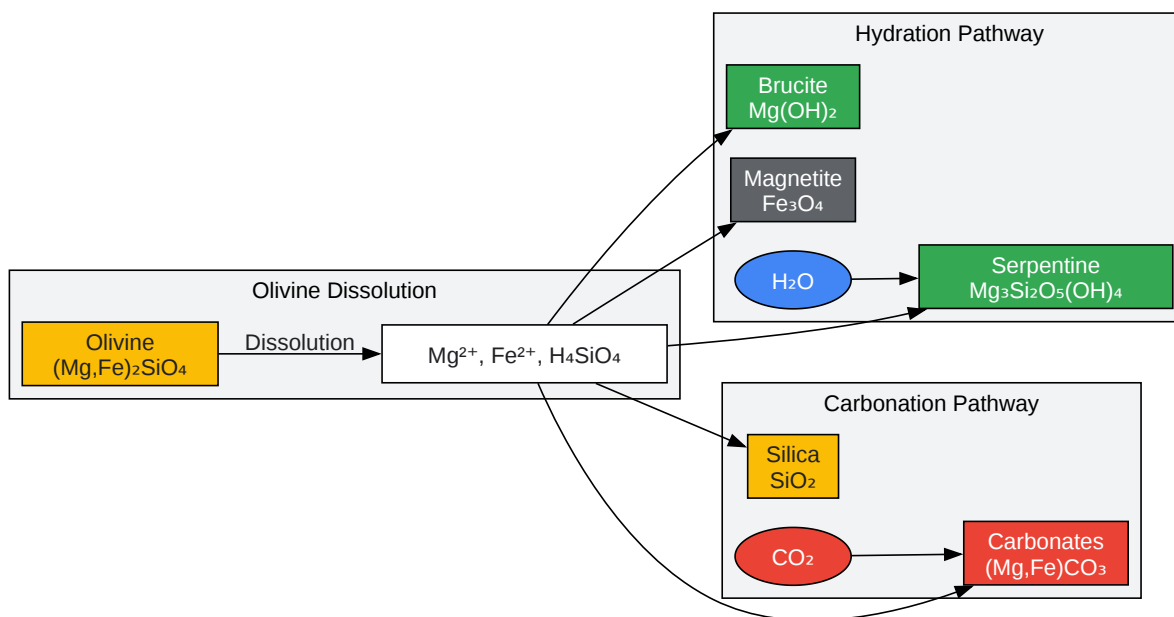 Hydration Pathway
Brucite
Mg(OH)₂
Magnetite
Fe₃O₄
H₂O
Serpentine
Mg₃Si₂O₅(OH)₄
Olivine Dissolution
Olivine
(Mg,Fe)₂SiO₄
Dissolution
Mg²⁺, Fe²⁺, H₄SiO₄
Carbonation Pathway
Silica
SiO₂
CO₂
Carbonates
(Mg,Fe)CO₃